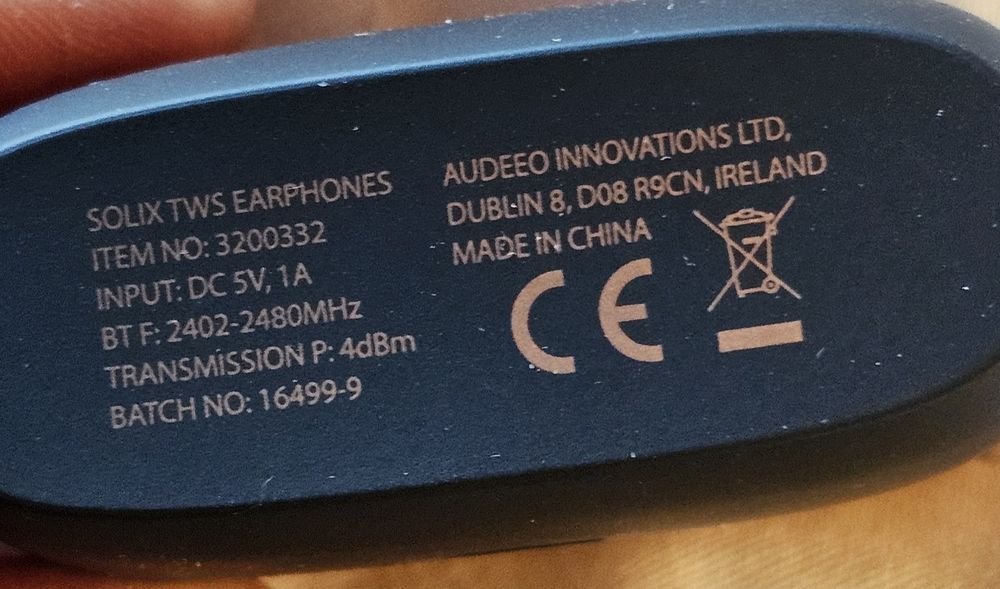 SOLIX TWS EARPHONES
ITEM NO: 3200332
INPUT: DC 5V, 1A
BT F: 2402-2480MHz
TRANSMISSION P: 4dBm
BATCH NO: 16499-9
AUDEEO INNOVATIONS LTD,
DUBLIN 8, D08 R9CN, IRELAND
MADE IN CHINA
CE